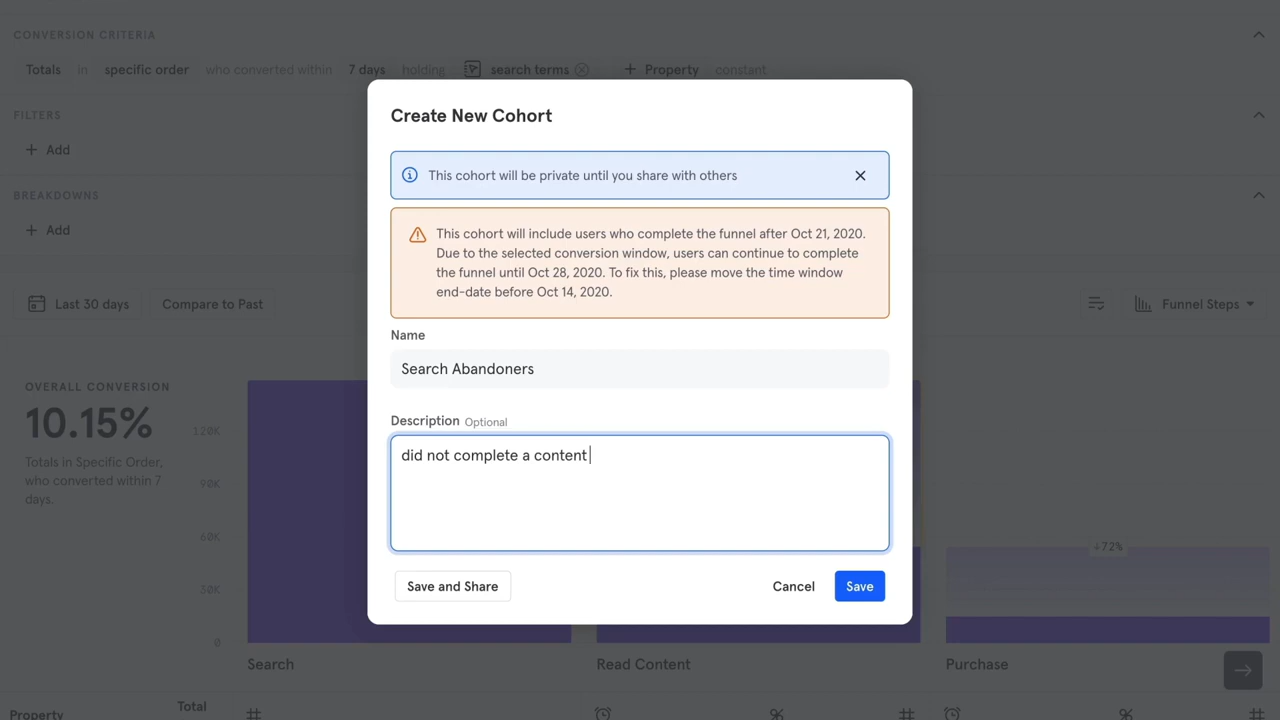 CONVERSION CRITERIA
Totals in specific order who converted within 7 days holding search terms + Property constant
FILTERS
+ Add
BREAKDOWNS
+ Add
Last 30 days
Compare to Past
Funnel Steps
OVERALL CONVERSION
10.15%
Totals in Specific Order,
who converted within 7
days.
120K
90K
60K
30K
0
↓72%
Search
Read Content
Purchase
Property
Total
Create New Cohort
This cohort will be private until you share with others
This cohort will include users who complete the funnel after Oct 21, 2020.
Due to the selected conversion window, users can continue to complete
the funnel until Oct 28, 2020. To fix this, please move the time window
end-date before Oct 14, 2020.
Name
Search Abandoners
Description Optional
did not complete a content
Save and Share
Cancel
Save